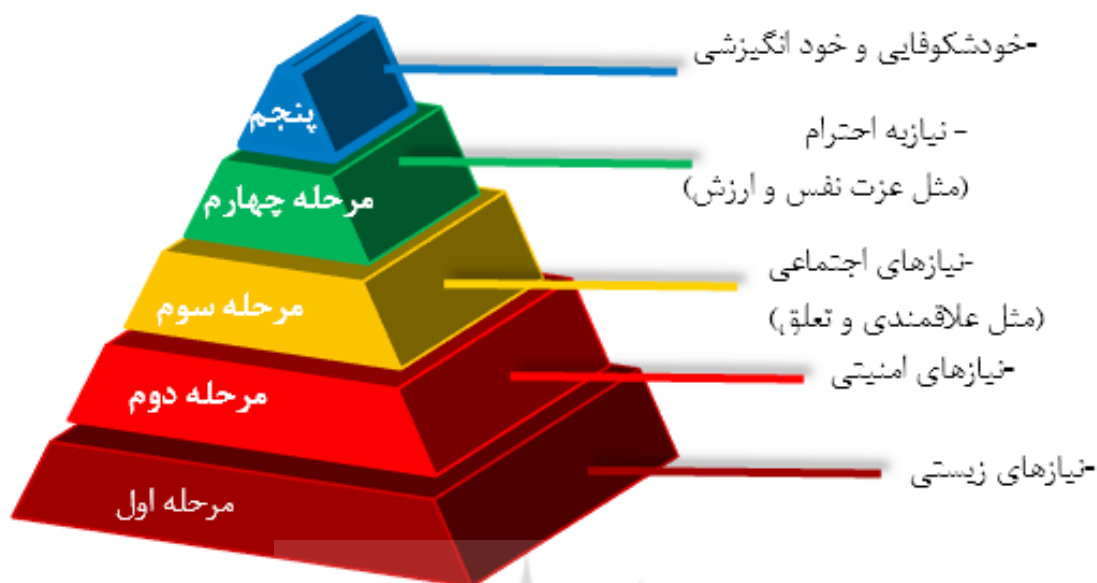 -خودشکوفایی و خود انگیزشی
پنجم
- نیازبه احترام
(مثل عزت نفس و ارزش)
مرحله چهارم
-نیازهای اجتماعی
(مثل علاقمندی و تعلق)
مرحله سوم
-نیازهای امنیتی
مرحله دوم
-نیازهای زیستی
مرحله اول